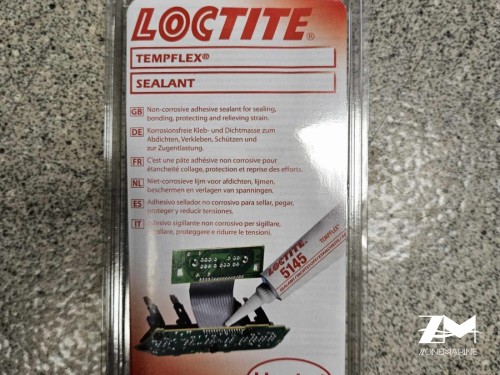 LOCTITE®
TEMPFLEX®
SEALANT
GB Non-corrosive adhesive sealant for sealing,
bonding, protecting and relieving strain.
DE Korrosionsfreie Kleb- und Dichtmasse zum
Abdichten, Verkleben, Schützen und
zur Zugentlastung.
FR C'est une pâte adhésive non corrosive pour
étanchéité collage, protection et reprise des efforts.
NL Niet-corrosieve lijm voor afdichten, lijmen,
beschermen en verlagen van spanningen.
ES Adhesivo sellador no corrosivo para sellar, pegar,
proteger y reducir tensiones.
IT Adesivo sigillante non corrosivo per sigillare,
proteggere e ridurre le tensioni.
LOCTITE
5145
TEMPFLEX®
ZM